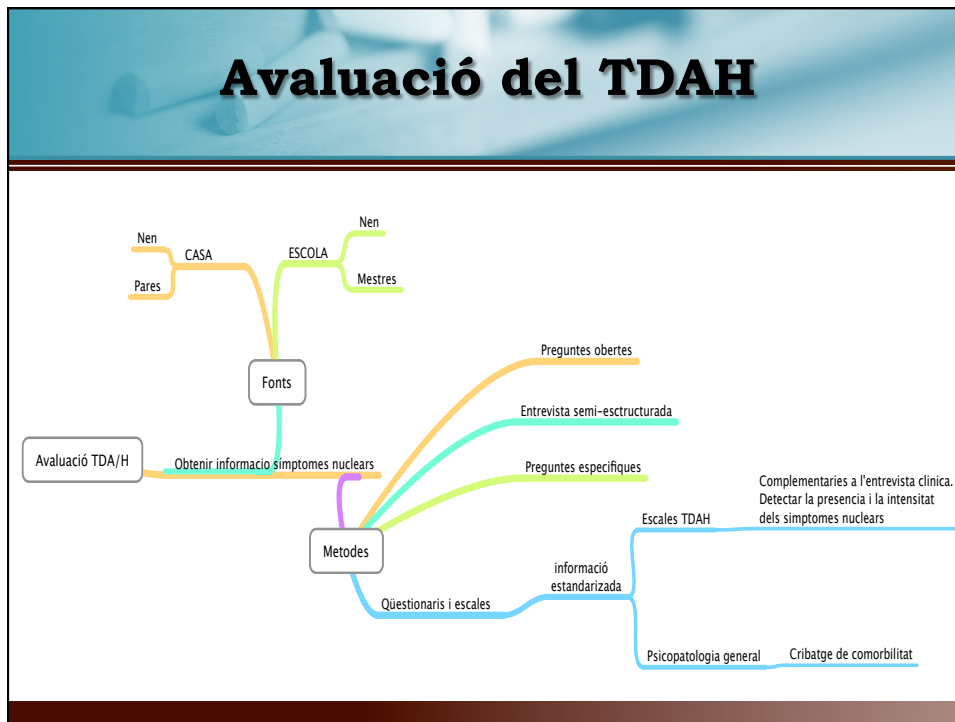 Avaluació del TDAH
Nen
CASA
Pares
Nen
ESCOLA
Mestres
Fonts
Avaluació TDA/H
Obtenir informacio símptomes nuclears
Metodes
Preguntes obertes
Entrevista semi-esctructurada
Preguntes especifiques
Qüestionaris i escales
informació
estandarizada
Escales TDAH
Complementaries a l'entrevista clinica.
Detectar la presencia i la intensitat
dels simptomes nuclears
Psicopatologia general
Cribatge de comorbilitat